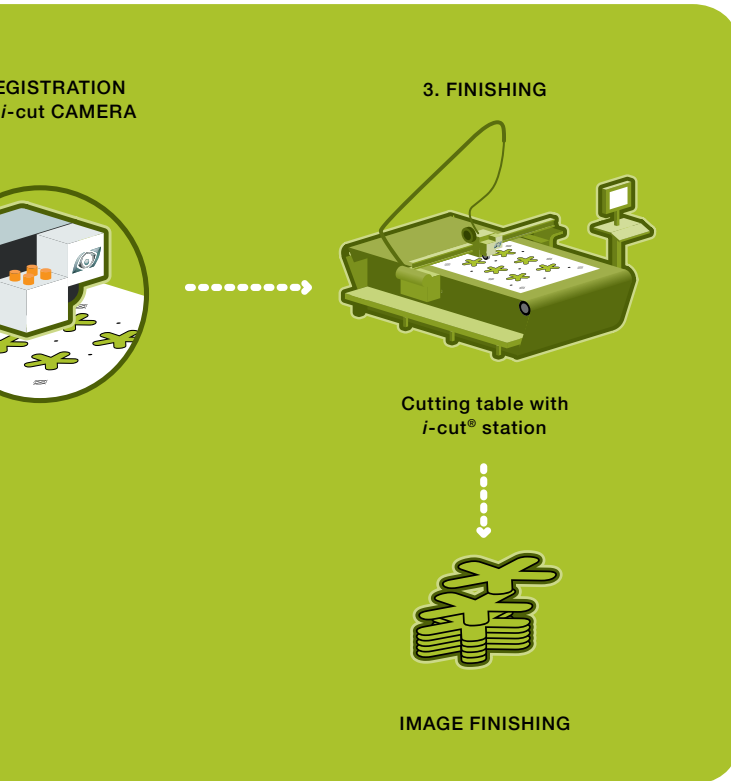 EGISTRATION
i-cut CAMERA
3. FINISHING
Cutting table with
i-cut® station
IMAGE FINISHING